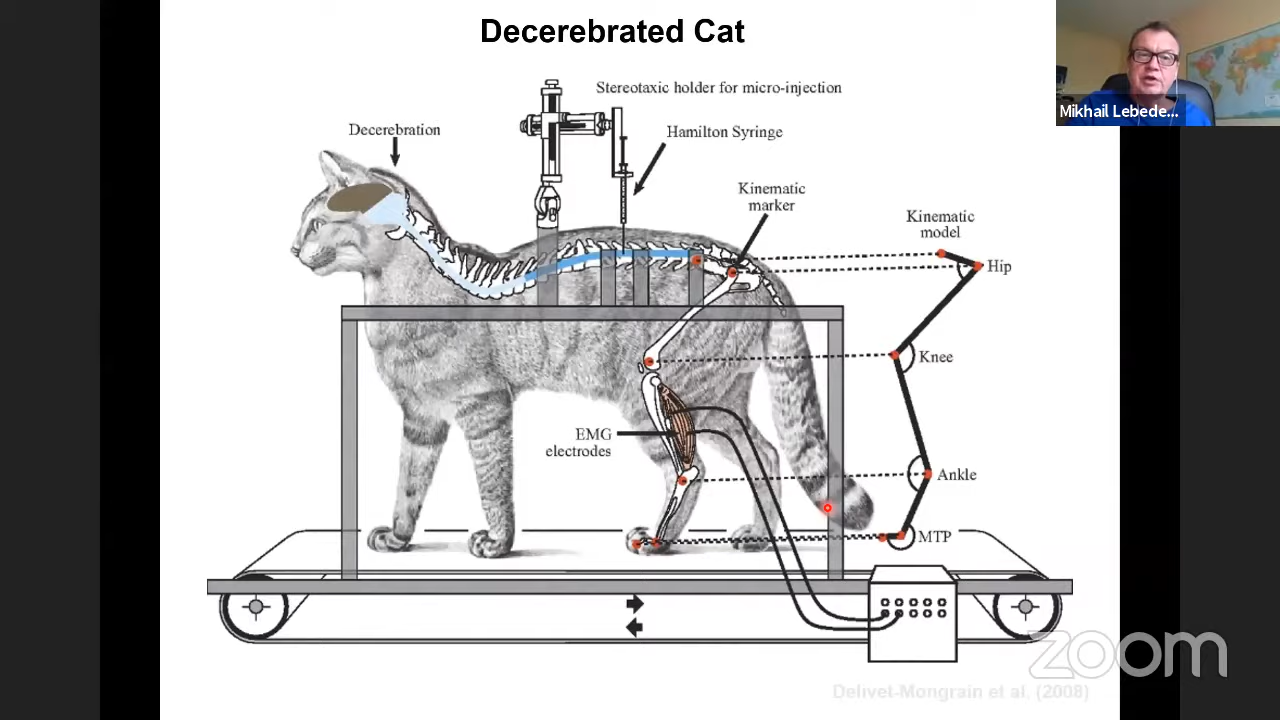 Decerebrated Cat
Mikhail Lebede...
Stereotaxic holder for micro-injection
Decerebration
Hamilton Syringe
Kinematic
marker
Kinematic
model
Hip
Knee
EMG
electrodes
Ankle
MTP
zoom
Delivet-Mongrain et al. (2008)